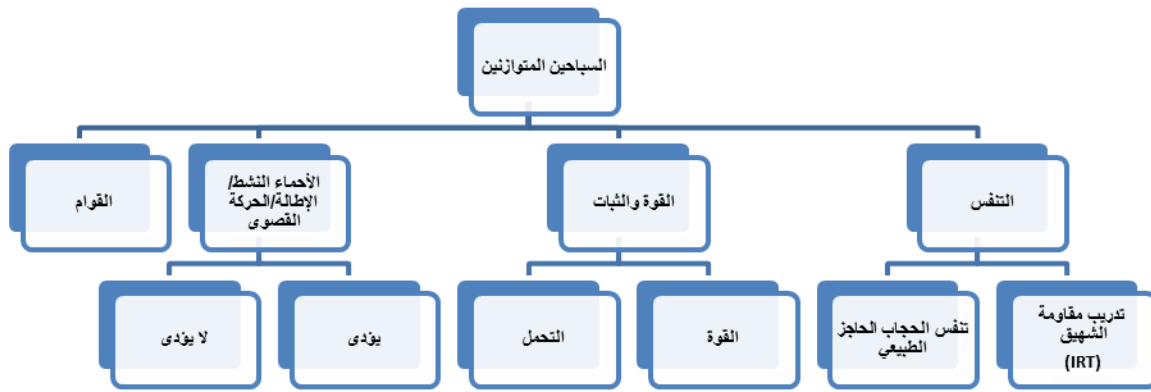 السباحين المتوازنين
التنفس
القوة والثبات
الأحماء النشط/
الإطالة/الحركة
القصوى
القوام
تدريب مقاومة
الشهيق
(IRT)
تنفس الحجاب الحاجز
الطبيعي
القوة
التحمل
يؤدى
لا يؤدى